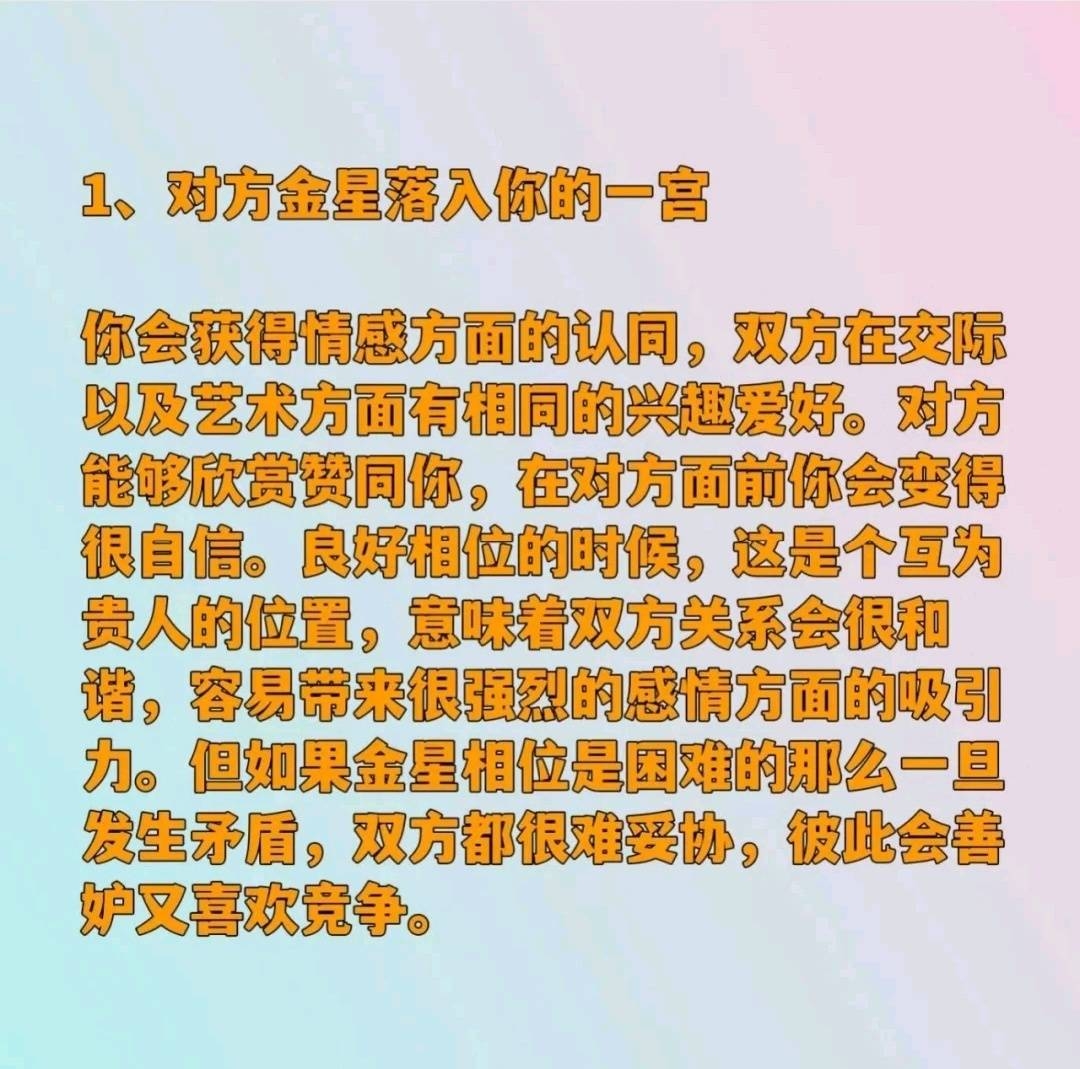 1、对方金星落入你的一宫
你会获得情感方面的认同，双方在交际
以及艺术方面有相同的兴趣爱好。对方
能够欣赏赞同你，在对方面前你会变得
很自信。良好相位的时候，这是个互为
贵人的位置，意味着双方关系会很和
谐，容易带来很强烈的感情方面的吸引
力。但如果金星相位是困难的那么一旦
发生矛盾，双方都很难妥协，彼此会善
妒又喜欢竞争。